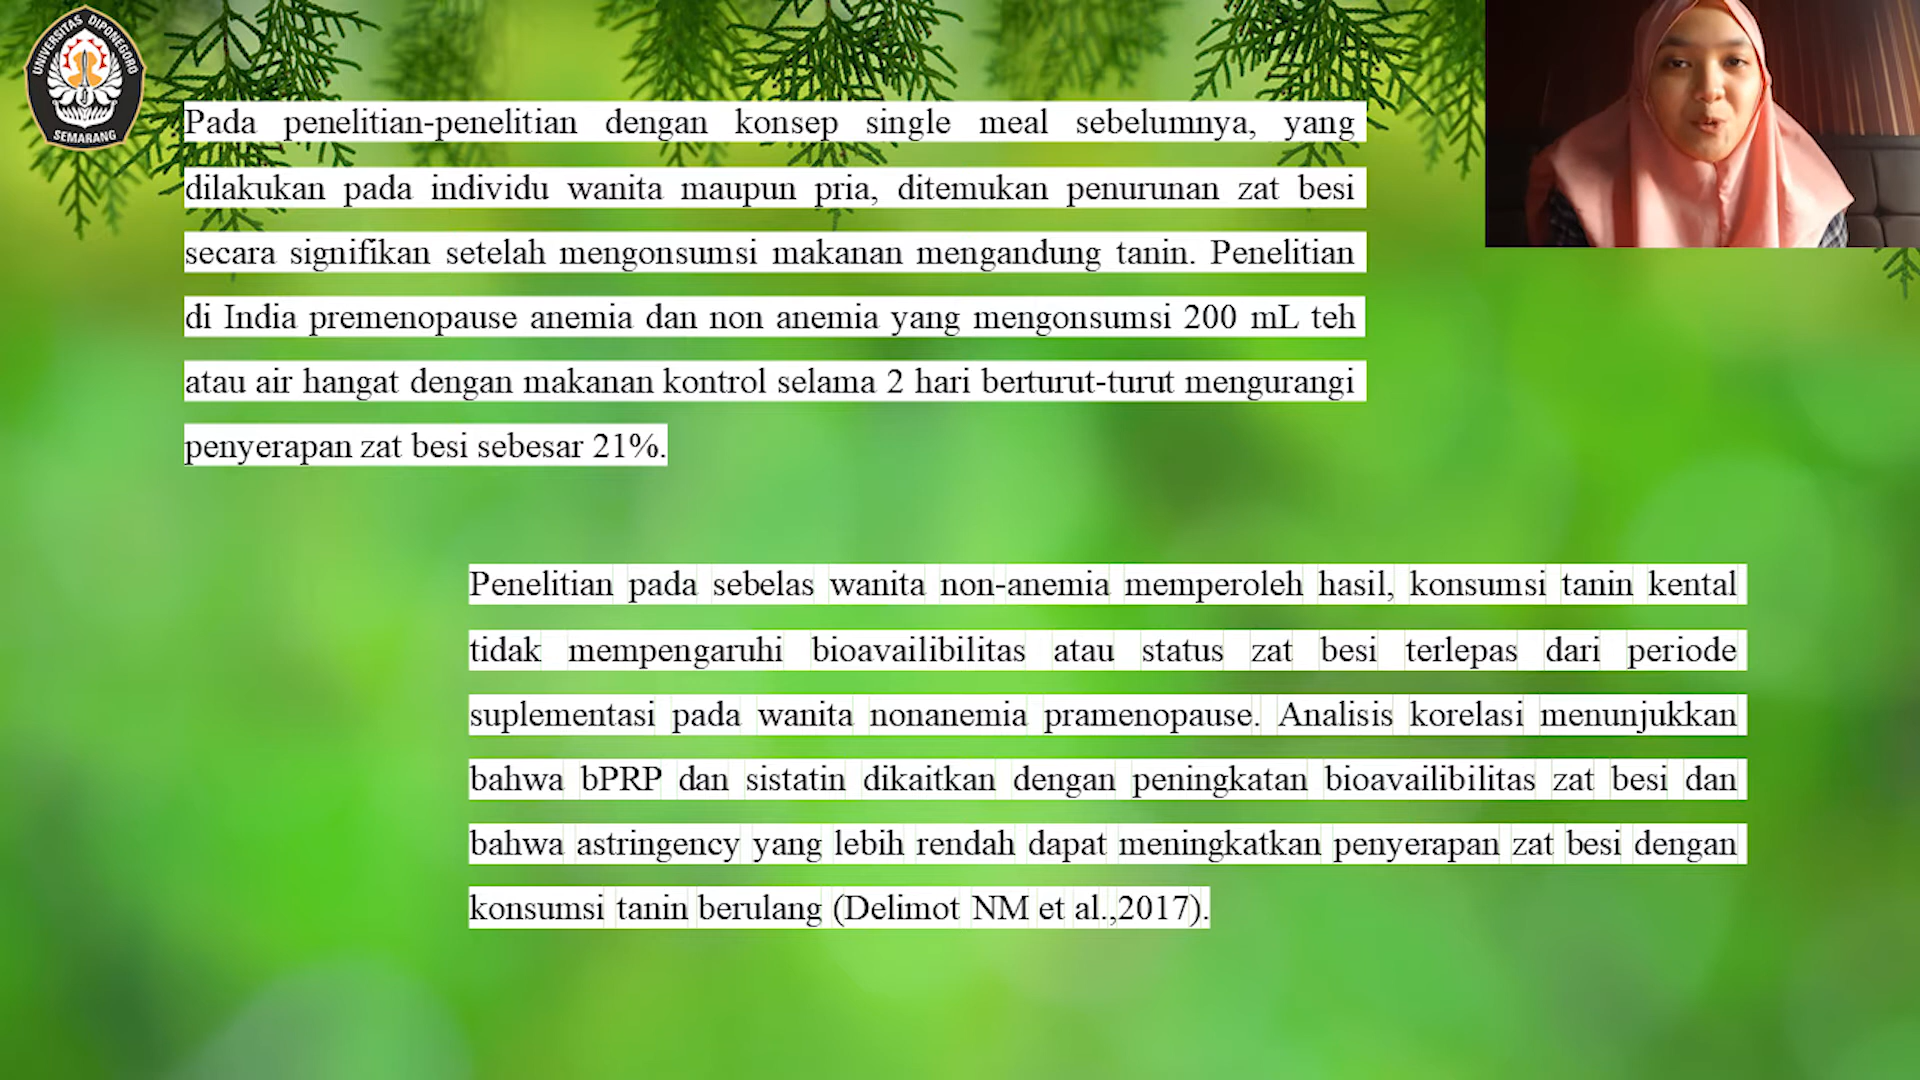 UNIVERSITAS DIPONEGORO
SEMARANG
Pada penelitian-penelitian dengan konsep single meal sebelumnya, yang
dilakukan pada individu wanita maupun pria, ditemukan penurunan zat besi
secara signifikan setelah mengonsumsi makanan mengandung tanin. Penelitian
di India premenopause anemia dan non anemia yang mengonsumsi 200 mL teh
atau air hangat dengan makanan kontrol selama 2 hari berturut-turut mengurangi
penyerapan zat besi sebesar 21%.
Penelitian pada sebelas wanita non-anemia memperoleh hasil, konsumsi tanin kental
tidak mempengaruhi bioavailibilitas atau status zat besi terlepas dari periode
suplementasi pada wanita nonanemia pramenopause. Analisis korelasi menunjukkan
bahwa bPRP dan sistatin dikaitkan dengan peningkatan bioavailibilitas zat besi dan
bahwa astringency yang lebih rendah dapat meningkatkan penyerapan zat besi dengan
konsumsi tanin berulang (Delimot NM et al.,2017).